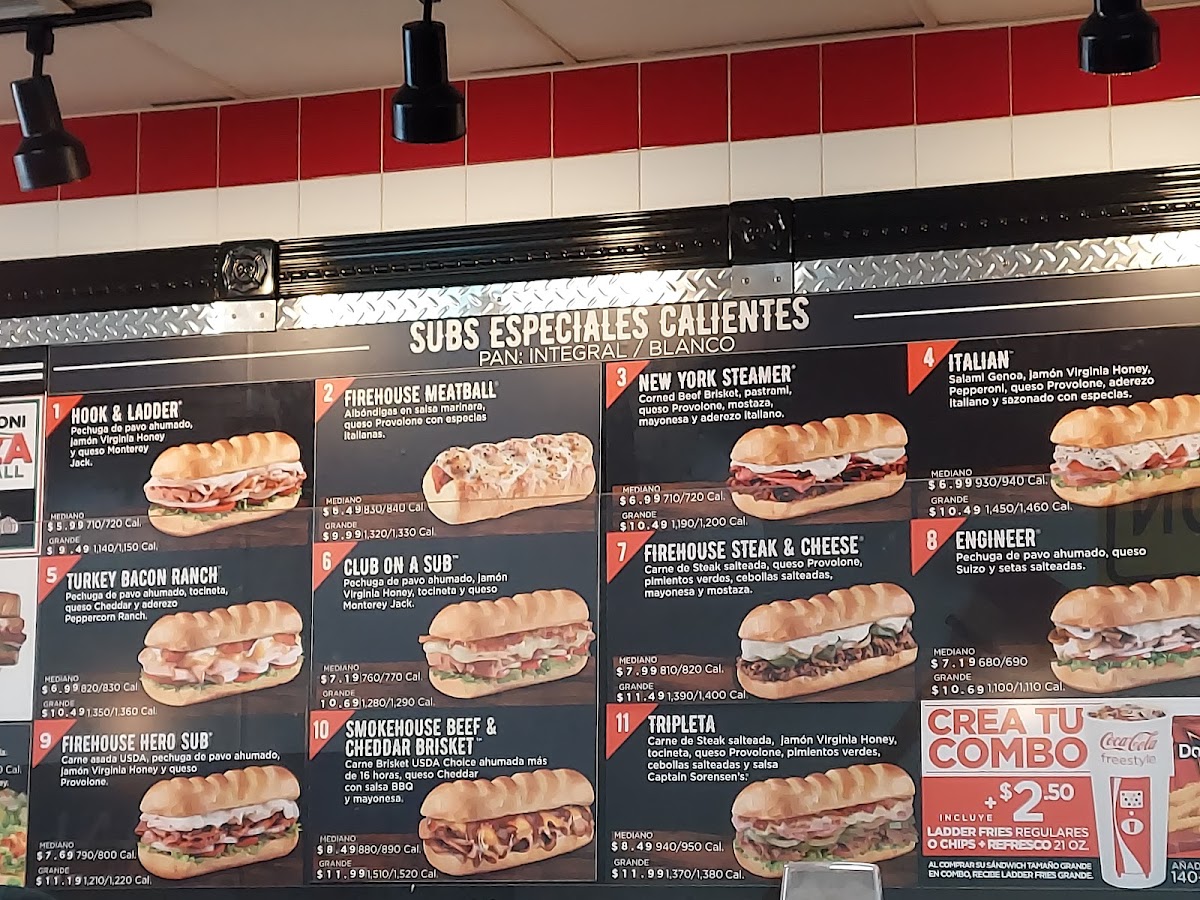 SUBS ESPECIALES CALIENTES
PAN: INTEGRAL / BLANCO
1
HOOK & LADDER®
Pechuga de pavo ahumado,
jamón Virginia Honey
y queso Monterey
Jack.
MEDIANO
$5.99 710/720 Cal.
GRANDE
$9.49 1,140/1,150 Cal.
2
FIREHOUSE MEATBALL®
Albóndigas en salsa marinara,
queso Provolone con especias
Italianas.
MEDIANO
$6.49 830/840 Cal.
GRANDE
$9.99 1,320/1,330 Cal.
3
NEW YORK STEAMER®
Corned Beef Brisket, pastrami,
queso Provolone, mostaza,
mayonesa y aderezo Italiano.
MEDIANO
$6.99 710/720 Cal.
GRANDE
$10.49 1,190/1,200 Cal.
4
ITALIAN™
Salami Genoa, jamón Virginia Honey,
Pepperoni, queso Provolone, aderezo
Italiano y sazonado con especias.
MEDIANO
$6.99 930/940 Cal.
GRANDE
$10.49 1,450/1,460 Cal.
5
TURKEY BACON RANCH™
Pechuga de pavo ahumado, tocineta,
queso Cheddar y aderezo
Peppercorn Ranch.
MEDIANO
$6.99 820/830 Cal.
GRANDE
$10.49 1,350/1,360 Cal.
6
CLUB ON A SUB™
Pechuga de pavo ahumado, jamón
Virginia Honey, tocineta y queso
Monterey Jack.
MEDIANO
$7.19 760/770 Cal.
GRANDE
10.69 1,280/1,290 Cal.
7
FIREHOUSE STEAK & CHEESE®
Carne de Steak salteada, queso Provolone,
pimientos verdes, cebollas salteadas,
mayonesa y mostaza.
MEDIANO
$7.99 810/820 Cal.
GRANDE
$11.49 1,390/1,400 Cal.
8
ENGINEER®
Pechuga de pavo ahumado, queso
Suizo y setas salteadas.
MEDIANO
$7.19 680/690
GRANDE
$10.69 1,100/1,110 Cal.
9
FIREHOUSE HERO SUB®
Carne asada USDA, pechuga de pavo ahumado,
jamón Virginia Honey y queso
Provolone.
MEDIANO
$7.69 790/800 Cal.
GRANDE
$11.19 1,210/1,220 Cal.
10
SMOKEHOUSE BEEF &
CHEDDAR BRISKET™
Carne Brisket USDA Choice ahumada más
de 16 horas, queso Cheddar
con salsa BBQ
y mayonesa.
MEDIANO
$8.49 880/890 Cal.
GRANDE
$11.99 1,510/1,520 Cal.
11
TRIPLETA
Carne de Steak salteada, jamón Virginia Honey,
tocineta, queso Provolone, pimientos verdes,
cebollas salteadas y salsa
Captain Sorensen's.®
MEDIANO
$8.49 940/950 Cal.
GRANDE
$11.99 1,370/1,380 Cal.
CREA TU
COMBO
+$2.50
INCLUYE
LADDER FRIES REGULARES
O CHIPS + REFRESCO 21 OZ.
AL COMPRAR SU SÁNDWICH TAMAÑO GRANDE
EN COMBO, RECIBE LADDER FRIES GRANDE.
Coca-Cola
freestyle